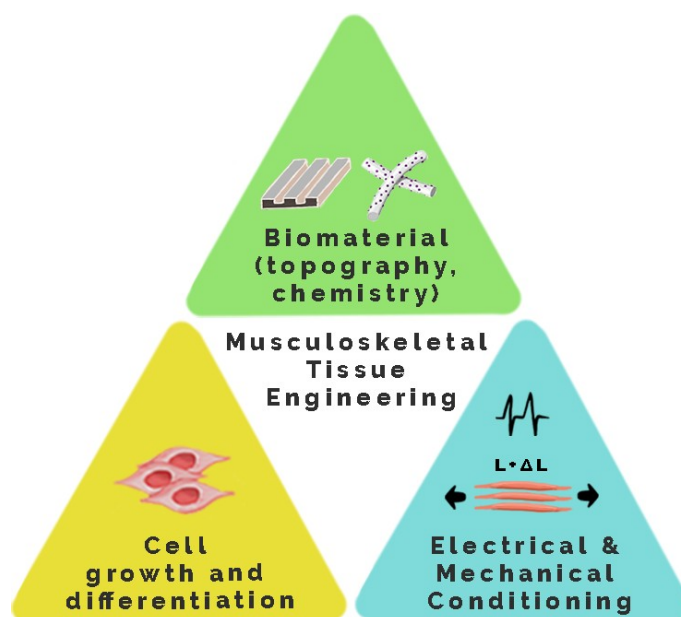 Biomaterial
(topography,
chemistry)
Musculoskeletal
Tissue
Engineering
L+ΔL
Cell
growth and
differentiation
Electrical &
Mechanical
Conditioning